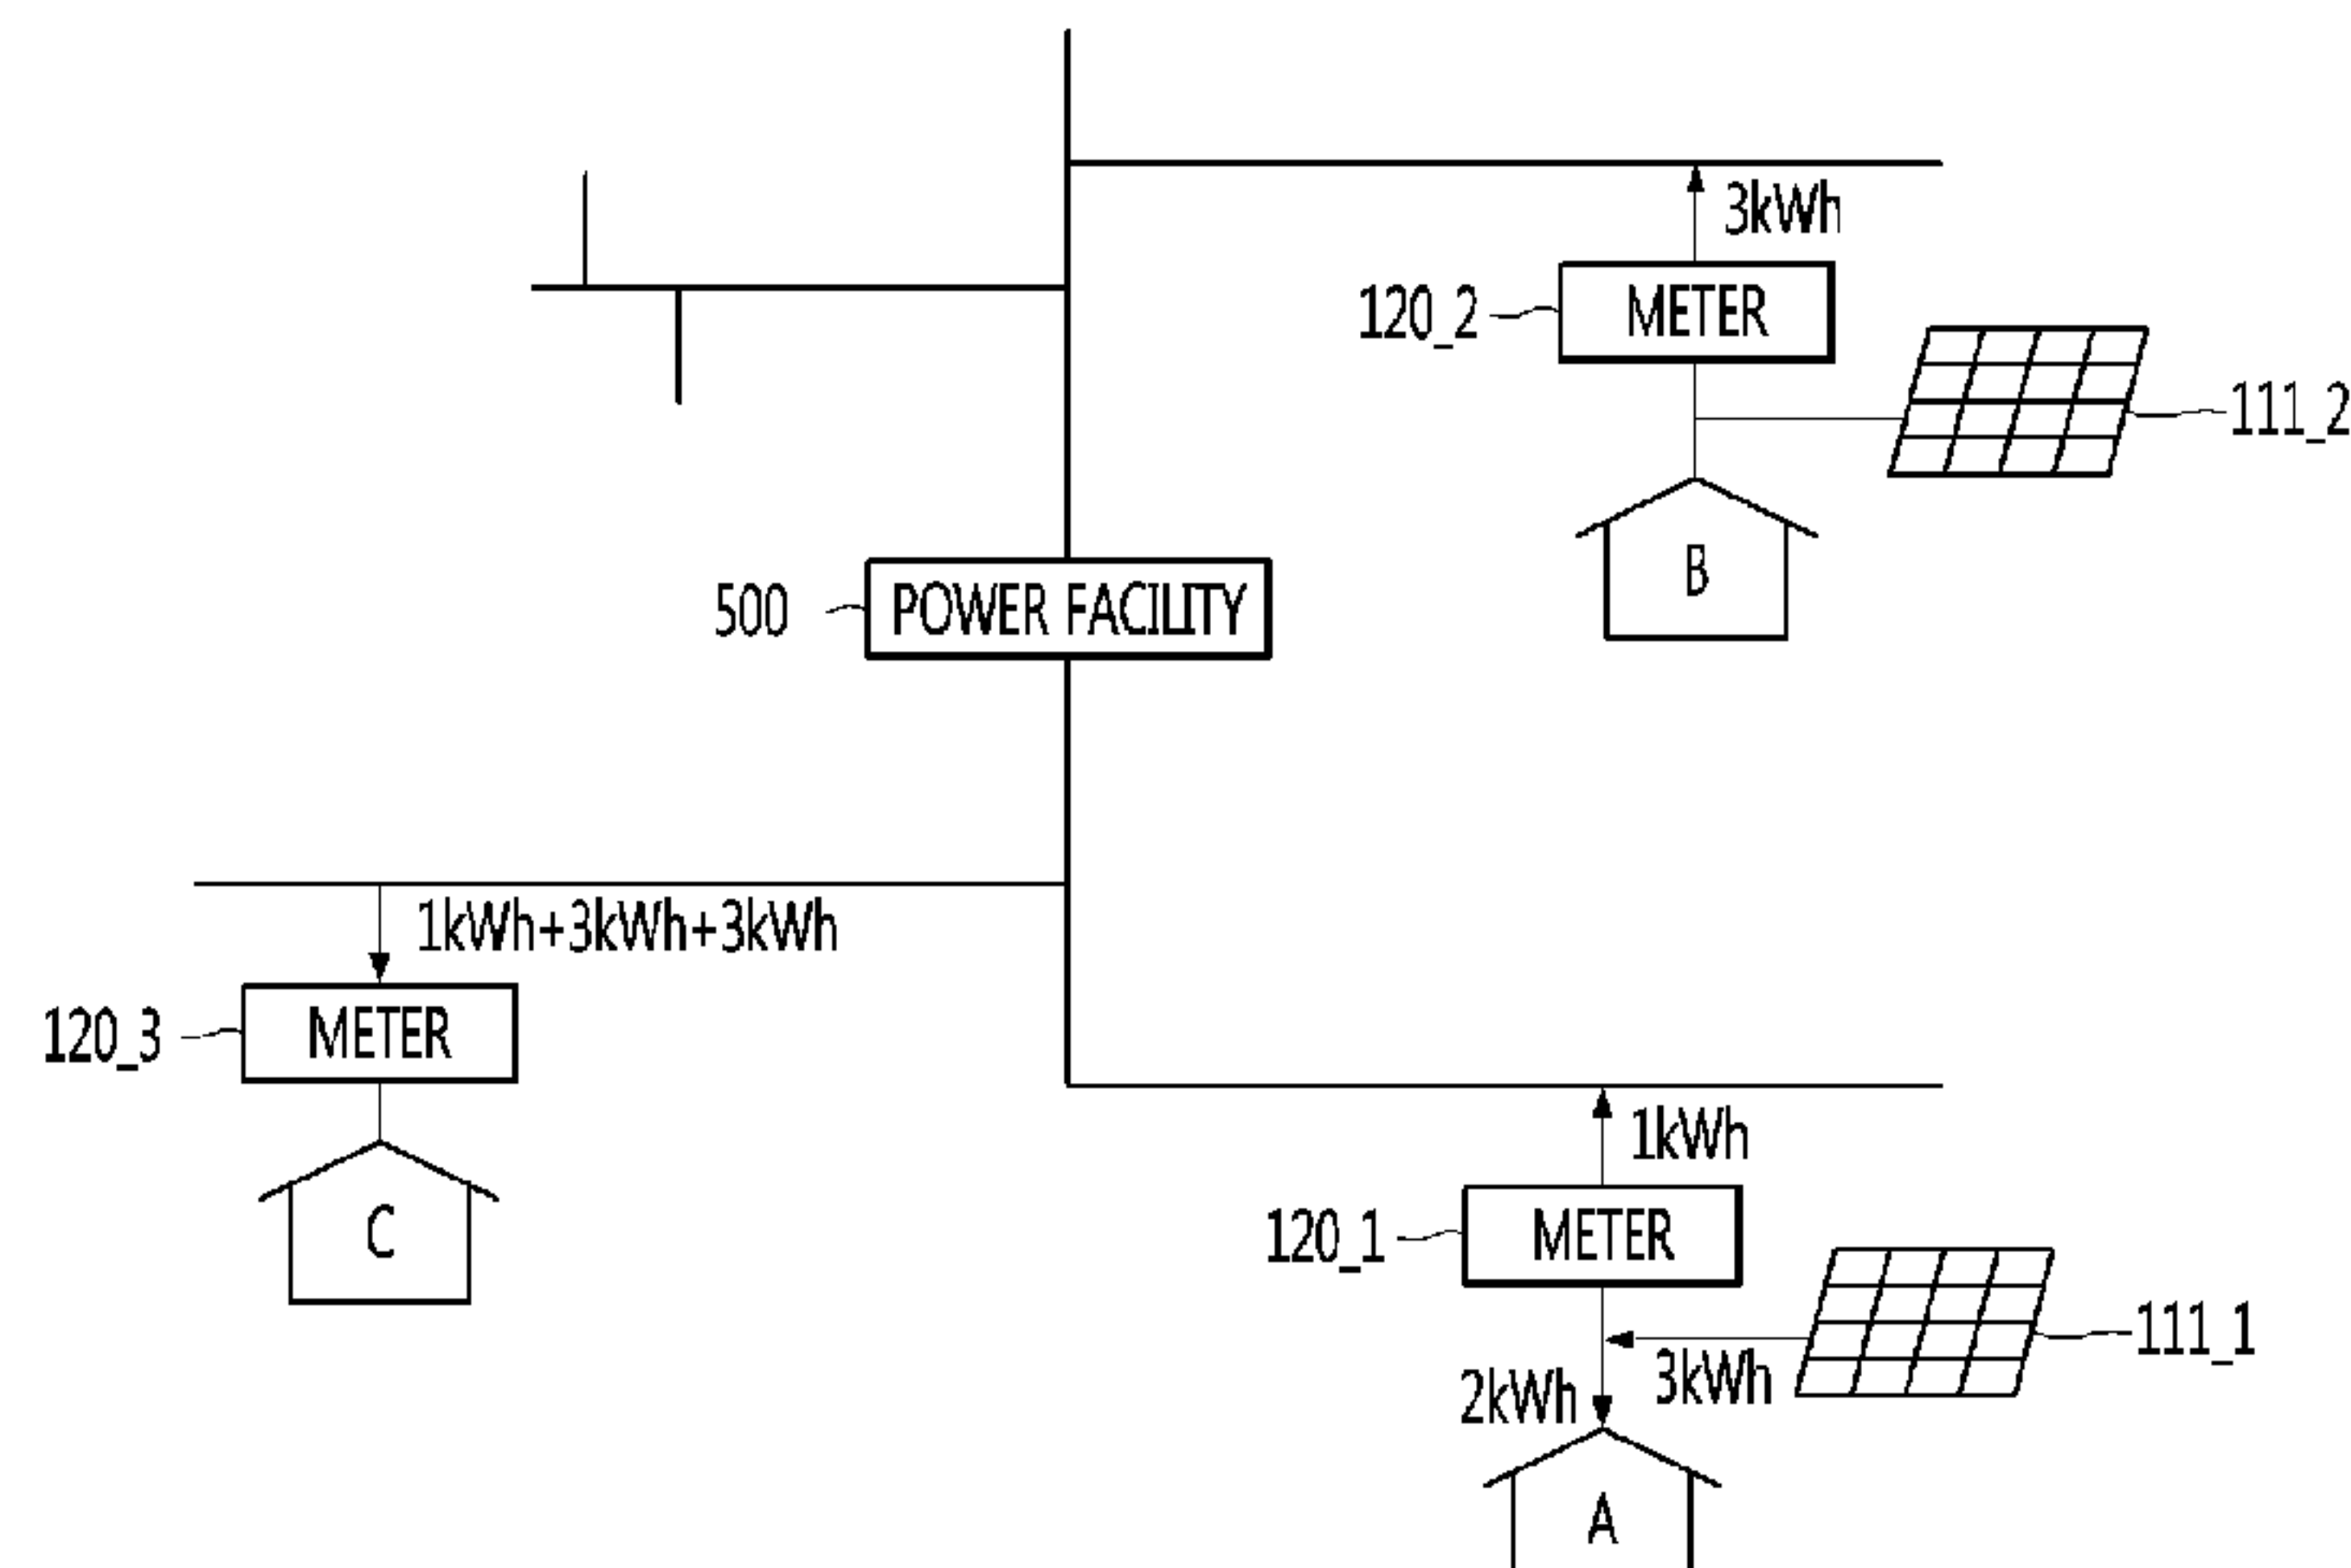 3kWh
120_2
METER
111_2
B
500
POWER FACILITY
1kWh+3kWh+3kWh
120_3
METER
C
1kWh
120_1
METER
111_1
3kWh
2kWh
A